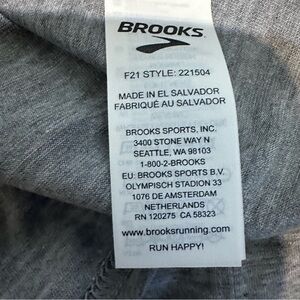 BROOKS
F21 STYLE: 221504
MADE IN EL SALVADOR
FABRIQUÉ AU SALVADOR
BROOKS SPORTS, INC.
3400 STONE WAY N
SEATTLE, WA 98103
1-800-2-BROOKS
EU: BROOKS SPORTS B.V.
OLYMPISCH STADION 33
1076 DE AMSTERDAM
NETHERLANDS
RN 120275 CA 58323
www.brooksrunning.com
RUN HAPPY!